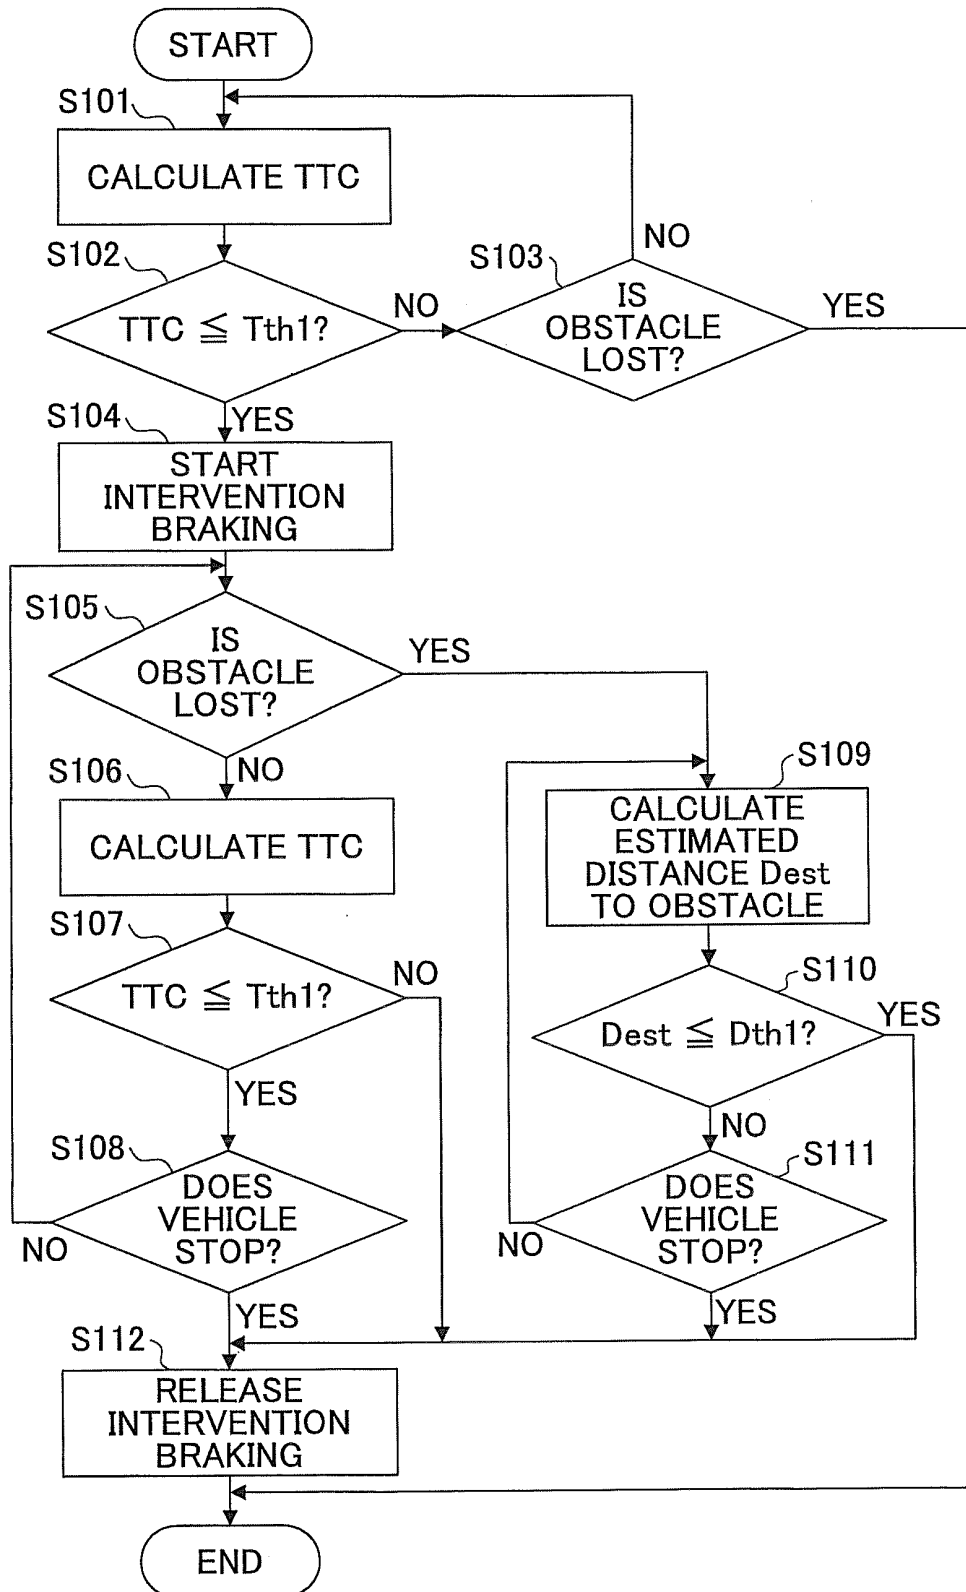 START
S101
CALCULATE TTC
S102
TTC ≦ Tth1?
NO
S103
IS
OBSTACLE
LOST?
NO
YES
YES
S104
START
INTERVENTION
BRAKING
S105
IS
OBSTACLE
LOST?
YES
NO
S106
CALCULATE TTC
S107
TTC ≦ Tth1?
NO
YES
S108
DOES
VEHICLE
STOP?
NO
YES
S109
CALCULATE
ESTIMATED
DISTANCE Dest
TO OBSTACLE
S110
Dest ≦ Dth1?
YES
NO
S111
DOES
VEHICLE
STOP?
NO
YES
S112
RELEASE
INTERVENTION
BRAKING
END